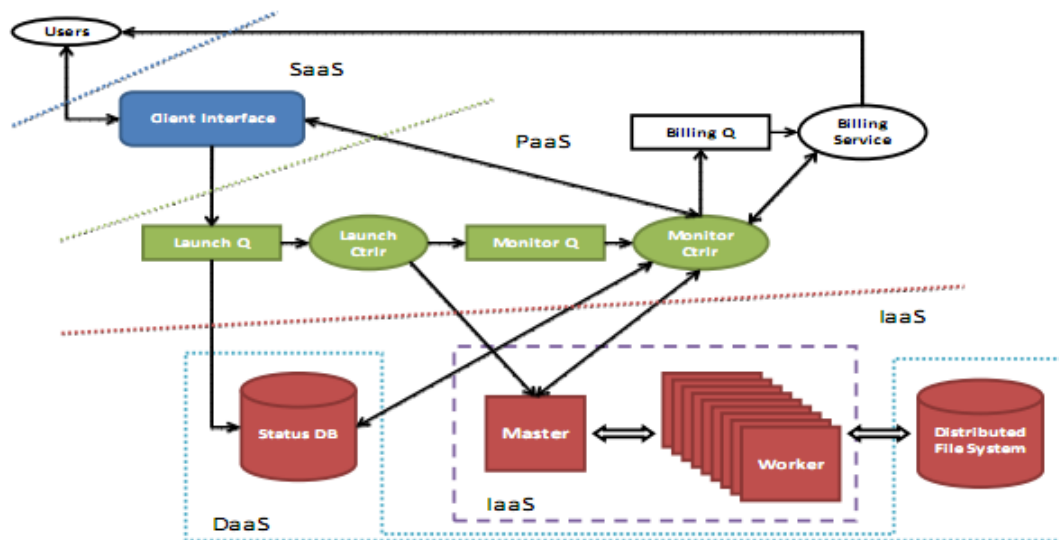 Users
SaaS
Client Interface
PaaS
Billing Q
Billing
Service
Launch Q
Launch
Ctrlr
Monitor Q
Monitor
Ctrlr
IaaS
Status DB
Master
Worker
Distributed
File System
DaaS
IaaS